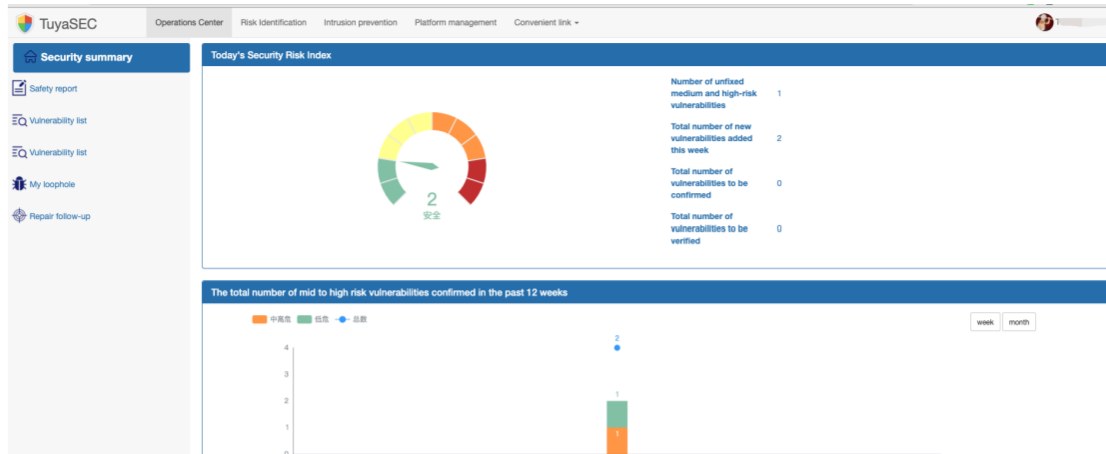 TuyaSEC
Operations Center Risk Identification Intrusion prevention Platform management Convenient link
Security summary
Safety report
Vulnerability list
Vulnerability list
My loophole
Repair follow-up
Today's Security Risk Index
2
安全
Number of unfixed
medium and high-risk
vulnerabilities
1
Total number of new
vulnerabilities added
this week
2
Total number of
vulnerabilities to be
confirmed
0
Total number of
vulnerabilities to be
verified
0
The total number of mid to high risk vulnerabilities confirmed in the past 12 weeks
中高危 低危 总数
week month
4
3
2
1
0
2
1
1